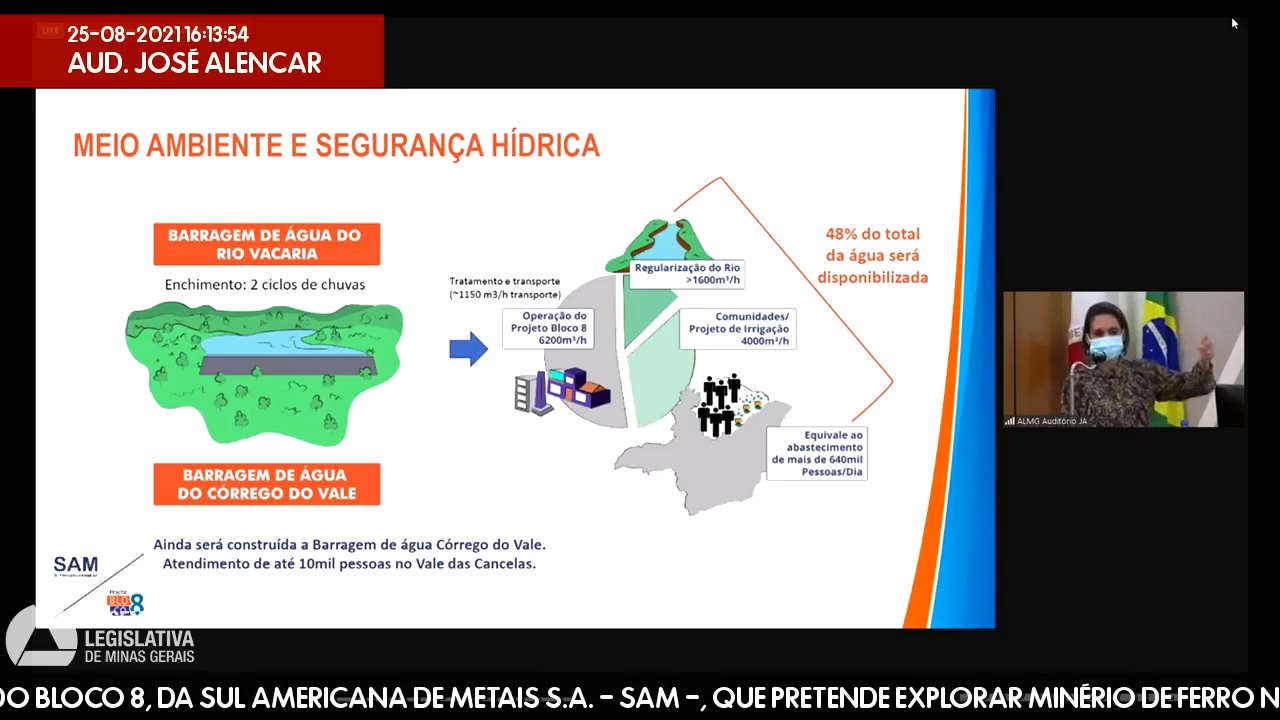 LIVE
25-08-2021 16:13:54
AUD. JOSÉ ALENCAR
MEIO AMBIENTE E SEGURANÇA HÍDRICA
BARRAGEM DE ÁGUA DO
RIO VACARIA
Enchimento: 2 ciclos de chuvas
Tratamento e transporte
(~1150 m3/h transporte)
Operação do
Projeto Bloco 8
6200m³/h
Regularização do Rio
>1600m³/h
Comunidades/
Projeto de Irrigação
4000m³/h
48% do total
da água será
disponibilizada
Equivale ao
abastecimento
de mais de 640mil
Pessoas/Dia
BARRAGEM DE ÁGUA
DO CÓRREGO DO VALE
Ainda será construída a Barragem de água Córrego do Vale.
Atendimento de até 10mil pessoas no Vale das Cancelas.
SAM
8
ALMG Auditório JA
LEGISLATIVA
DE MINAS GERAIS
DO BLOCO 8, DA SUL AMERICANA DE METAIS S.A. – SAM –, QUE PRETENDE EXPLORAR MINÉRIO DE FERRO N